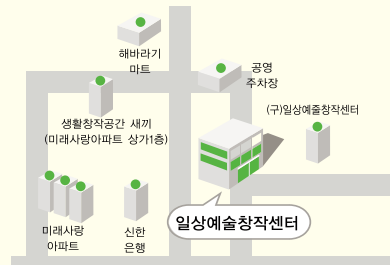 해바라기
마트
공영
주차장
(구)일상예술창작센터
생활창작공간 새끼
(미래사랑아파트 상가1층)
일상예술창작센터
미래사랑
아파트
신한
은행